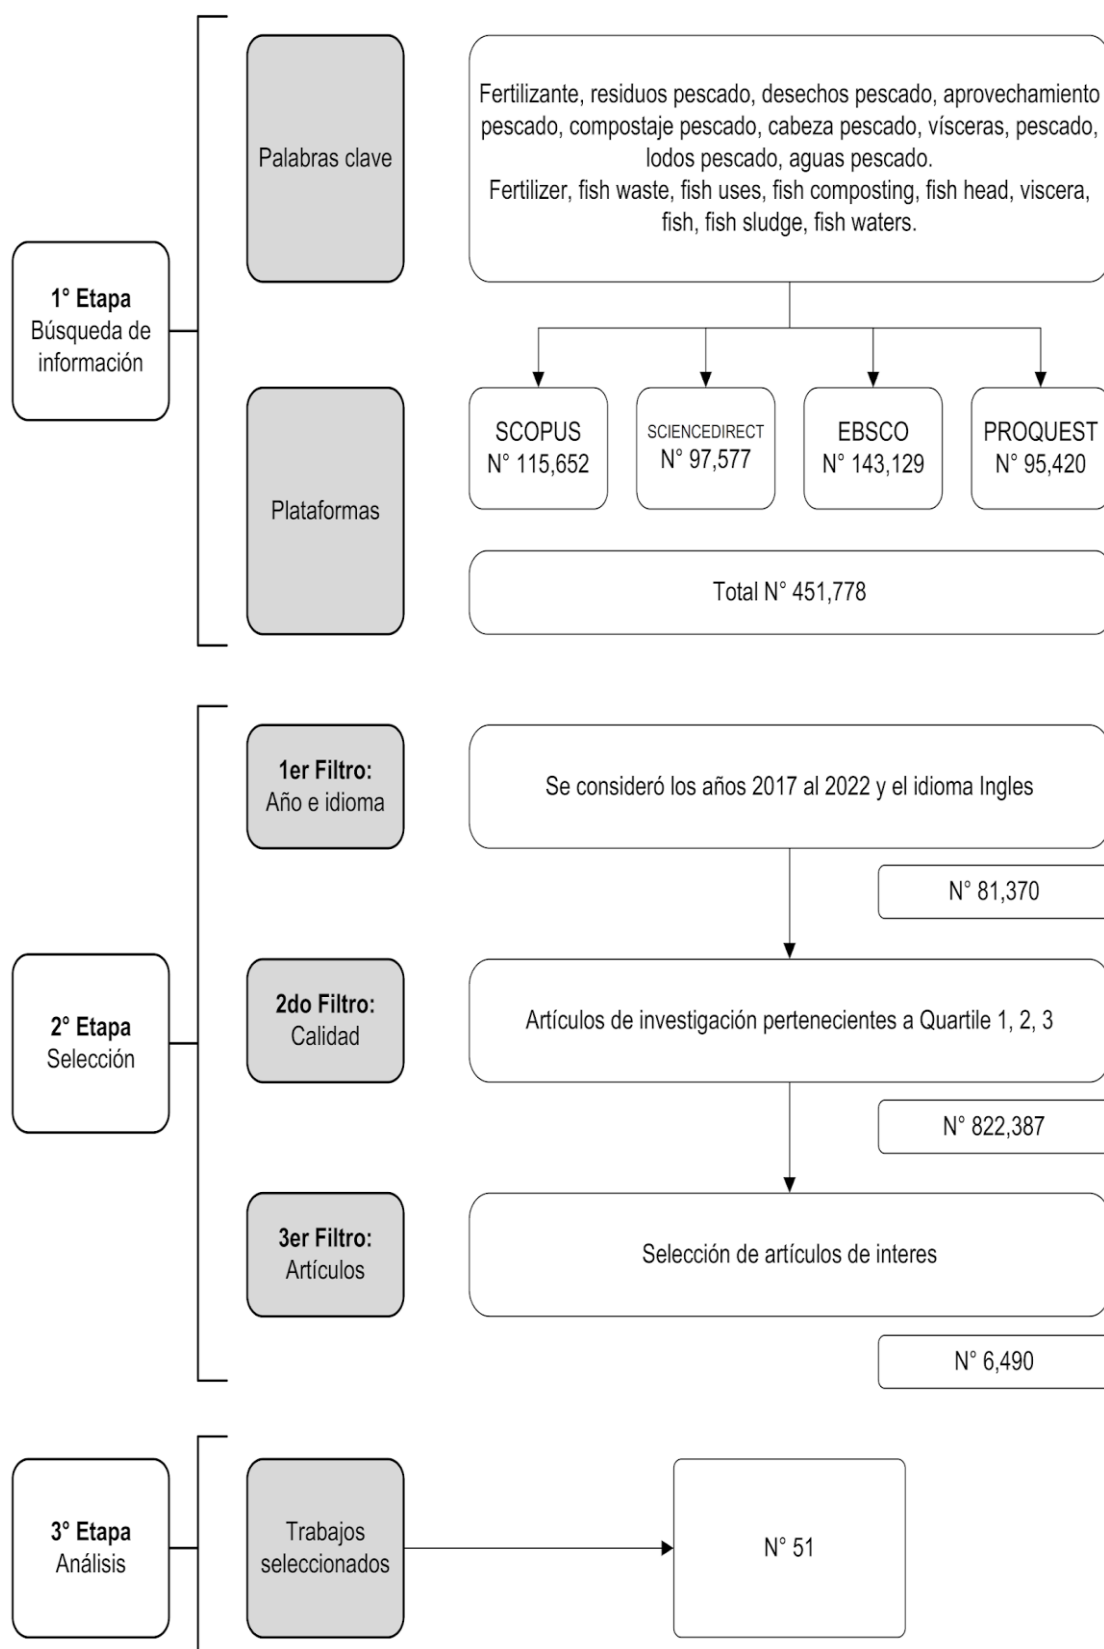 1° Etapa
Búsqueda de
información
Palabras clave
Fertilizante, residuos pescado, desechos pescado, aprovechamiento
pescado, compostaje pescado, cabeza pescado, vísceras, pescado,
lodos pescado, aguas pescado.
Fertilizer, fish waste, fish uses, fish composting, fish head, viscera,
fish, fish sludge, fish waters.
Plataformas
SCOPUS
N° 115,652
SCIENCEDIRECT
N° 97,577
EBSCO
N° 143,129
PROQUEST
N° 95,420
Total N° 451,778
2° Etapa
Selección
1er Filtro:
Año e idioma
Se consideró los años 2017 al 2022 y el idioma Ingles
N° 81,370
2do Filtro:
Calidad
Artículos de investigación pertenecientes a Quartile 1, 2, 3
N° 822,387
3er Filtro:
Artículos
Selección de artículos de interes
N° 6,490
3° Etapa
Análisis
Trabajos
seleccionados
N° 51